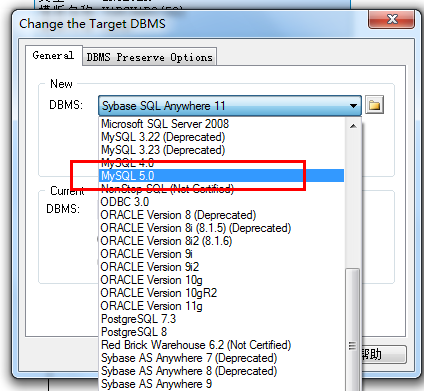 Change the Target DBMS
General
DBMS Preserve Options
New
DBMS:
Sybase SQL Anywhere 11
Microsoft SQL Server 2008
MySQL 3.22 (Deprecated)
MySQL 3.23 (Deprecated)
MySQL 4.0
MySQL 5.0
NonStop SQL (Not Certified)
ODBC 3.0
Current
DBMS:
ORACLE Version 8 (Deprecated)
ORACLE Version 8i (8.1.5) (Deprecated)
ORACLE Version 8i2 (8.1.6)
ORACLE Version 9i
ORACLE Version 9i2
ORACLE Version 10g
ORACLE Version 10gR2
ORACLE Version 11g
PostgreSQL 7.3
PostgreSQL 8
Red Brick Warehouse 6.2 (Not Certified)
Sybase AS Anywhere 7 (Deprecated)
帮助
Sybase AS Anywhere 8 (Deprecated)
Sybase AS Anywhere 9